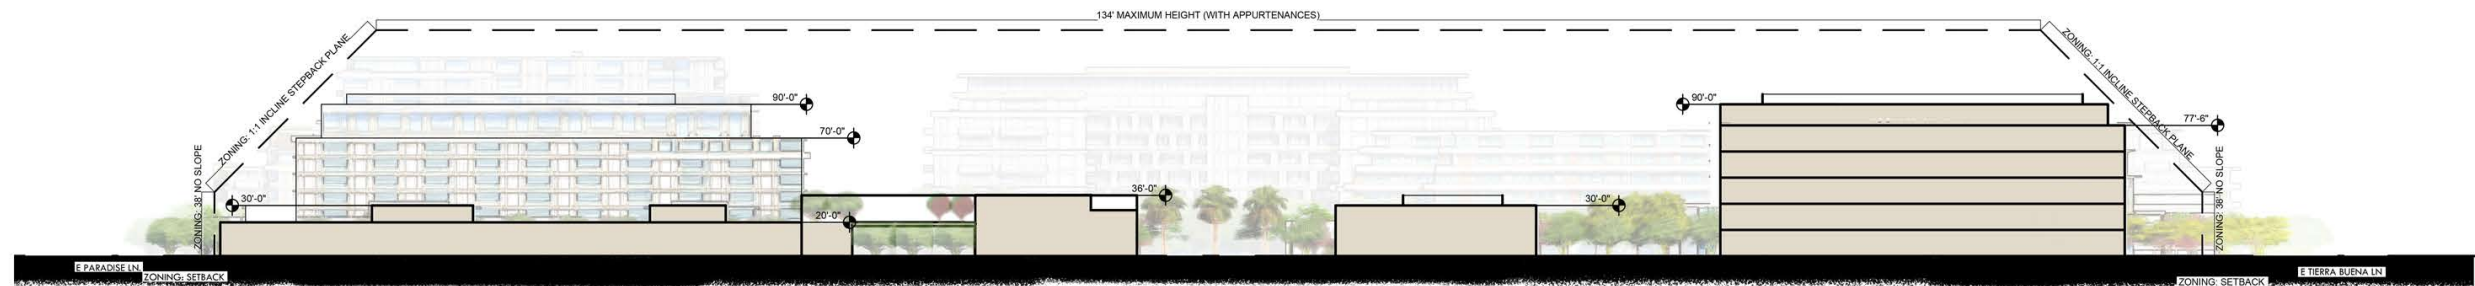 134' MAXIMUM HEIGHT (WITH APPURTENANCES)
ZONING: 1:1 INCLINE STEPBACK PLANE
ZONING: 1:1 INCLINE STEPBACK PLANE
90'-0"
90'-0"
70'-0"
77'-6"
ZONING: 38' NO SLOPE
30'-0"
36'-0"
30'-0"
20'-0"
ZONING: 38' NO SLOPE
E PARADISE LN.
ZONING: SETBACK
E TIERRA BUENA LN
ZONING: SETBACK